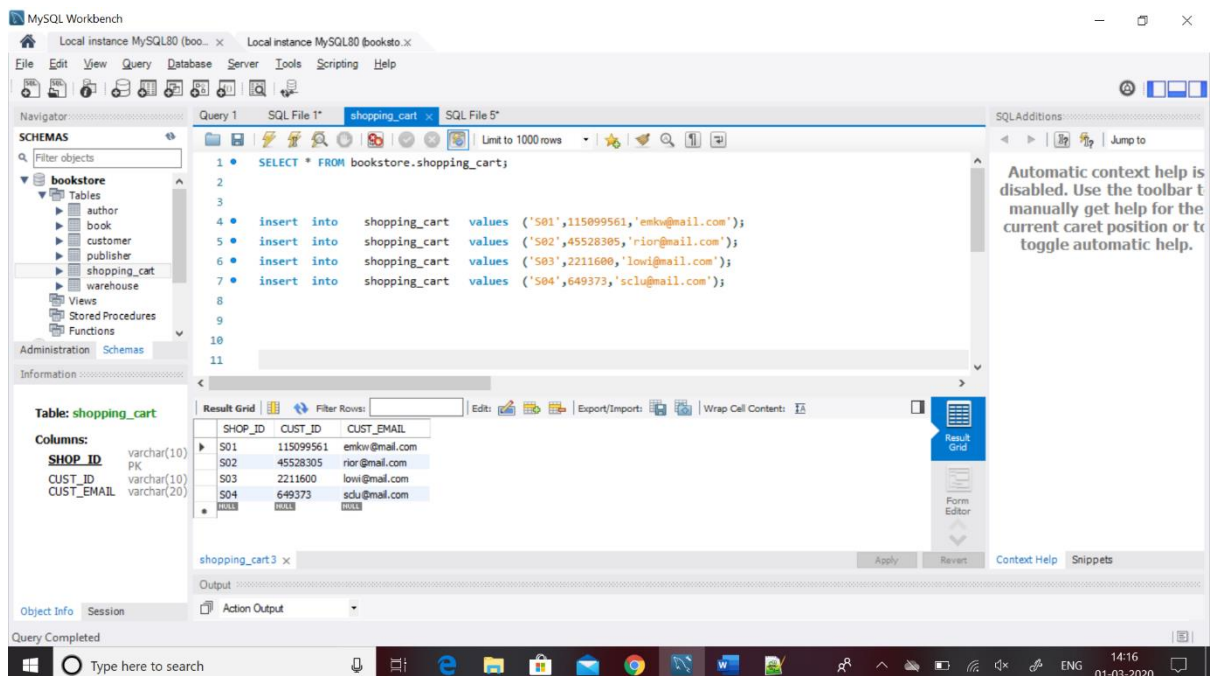 MySQL Workbench
Local instance MySQL80 (boo... × Local instance MySQL80 (booksto. ×
File Edit View Query Database Server Tools Scripting Help
Navigator
SCHEMAS
Filter objects
bookstore
Tables
author
book
customer
publisher
shopping_cart
warehouse
Views
Stored Procedures
Functions
Administration Schemas
Information
Table: shopping_cart
Columns:
SHOP_ID varchar(10) PK
CUST_ID varchar(10)
CUST_EMAIL varchar(20)
Object Info Session
Query 1 SQL File 1* shopping_cart × SQL File 5*
Limit to 1000 rows
1 SELECT * FROM bookstore.shopping_cart;
2
3
4 insert into shopping_cart values ('S01',115099561,'emkw@mail.com');
5 insert into shopping_cart values ('S02',45528305,'rior@mail.com');
6 insert into shopping_cart values ('S03',2211600,'lowi@mail.com');
7 insert into shopping_cart values ('S04',649373,'sclu@mail.com');
8
9
10
11
Result Grid Filter Rows: Edit: Export/Import: Wrap Cell Content:
SHOP_ID CUST_ID CUST_EMAIL
S01 115099561 emkw@mail.com
S02 45528305 rior@mail.com
S03 2211600 lowi@mail.com
S04 649373 sclu@mail.com
NULL NULL NULL
Result Grid
Form Editor
shopping_cart 3 × Apply Revert
Output
Action Output
SQLAdditions
Jump to
Automatic context help is
disabled. Use the toolbar t
manually get help for the
current caret position or to
toggle automatic help.
Context Help Snippets
Query Completed
Type here to search
ENG
14:16
01-03-2020